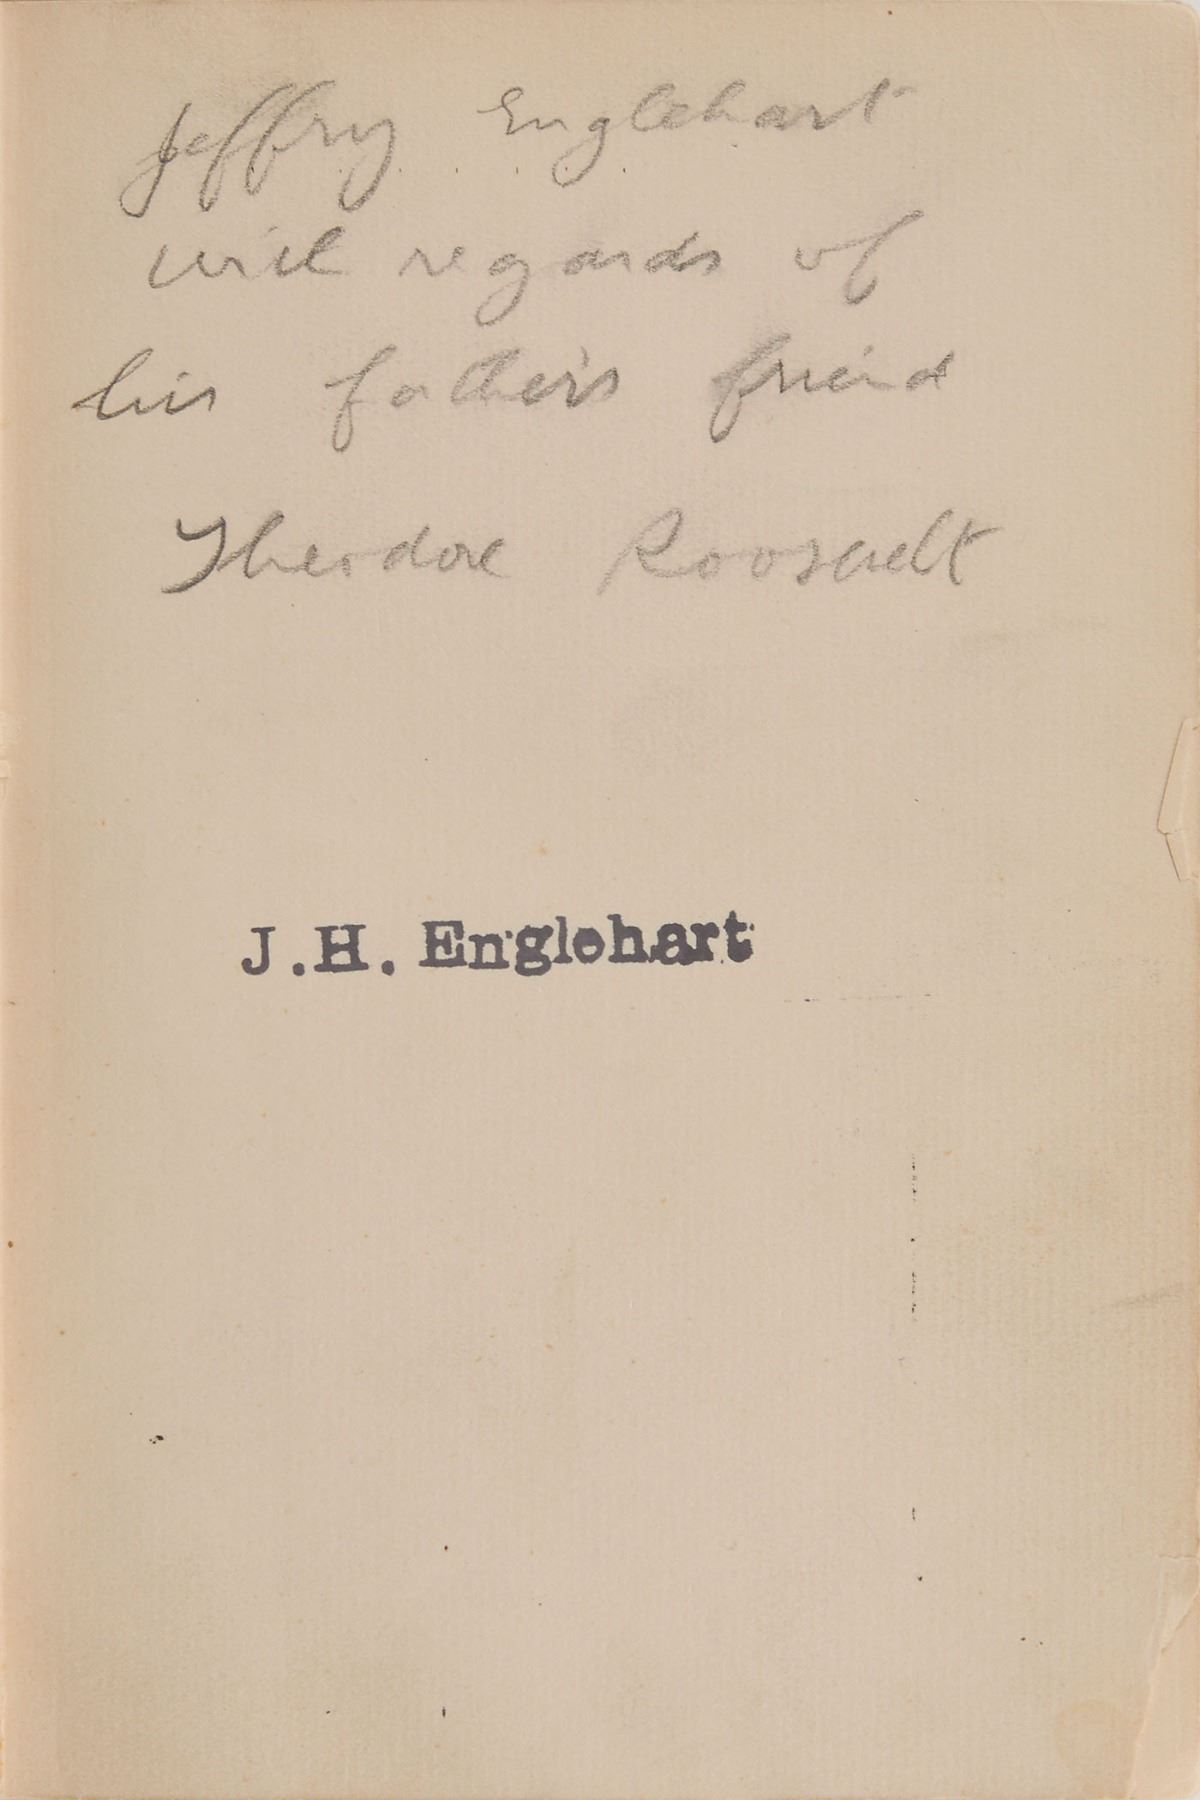 Jeffry Englehart
with regards of
his father's friend
Theodore Roosevelt
J.H. Englehart